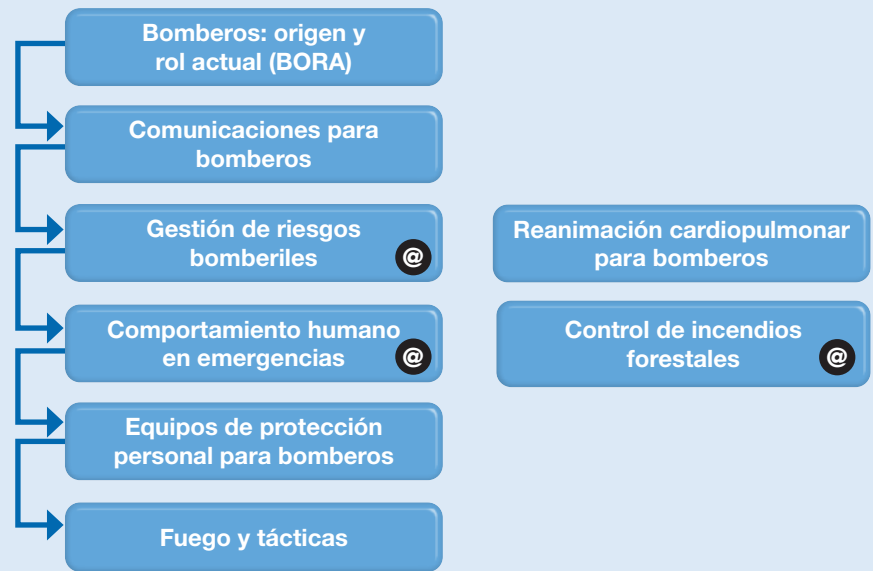 Bomberos: origen y
rol actual (BORA)
Comunicaciones para
bomberos
Gestión de riesgos
bomberiles
@
Comportamiento humano
en emergencias
@
Equipos de protección
personal para bomberos
Fuego y tácticas
Reanimación cardiopulmonar
para bomberos
Control de incendios
forestales
@